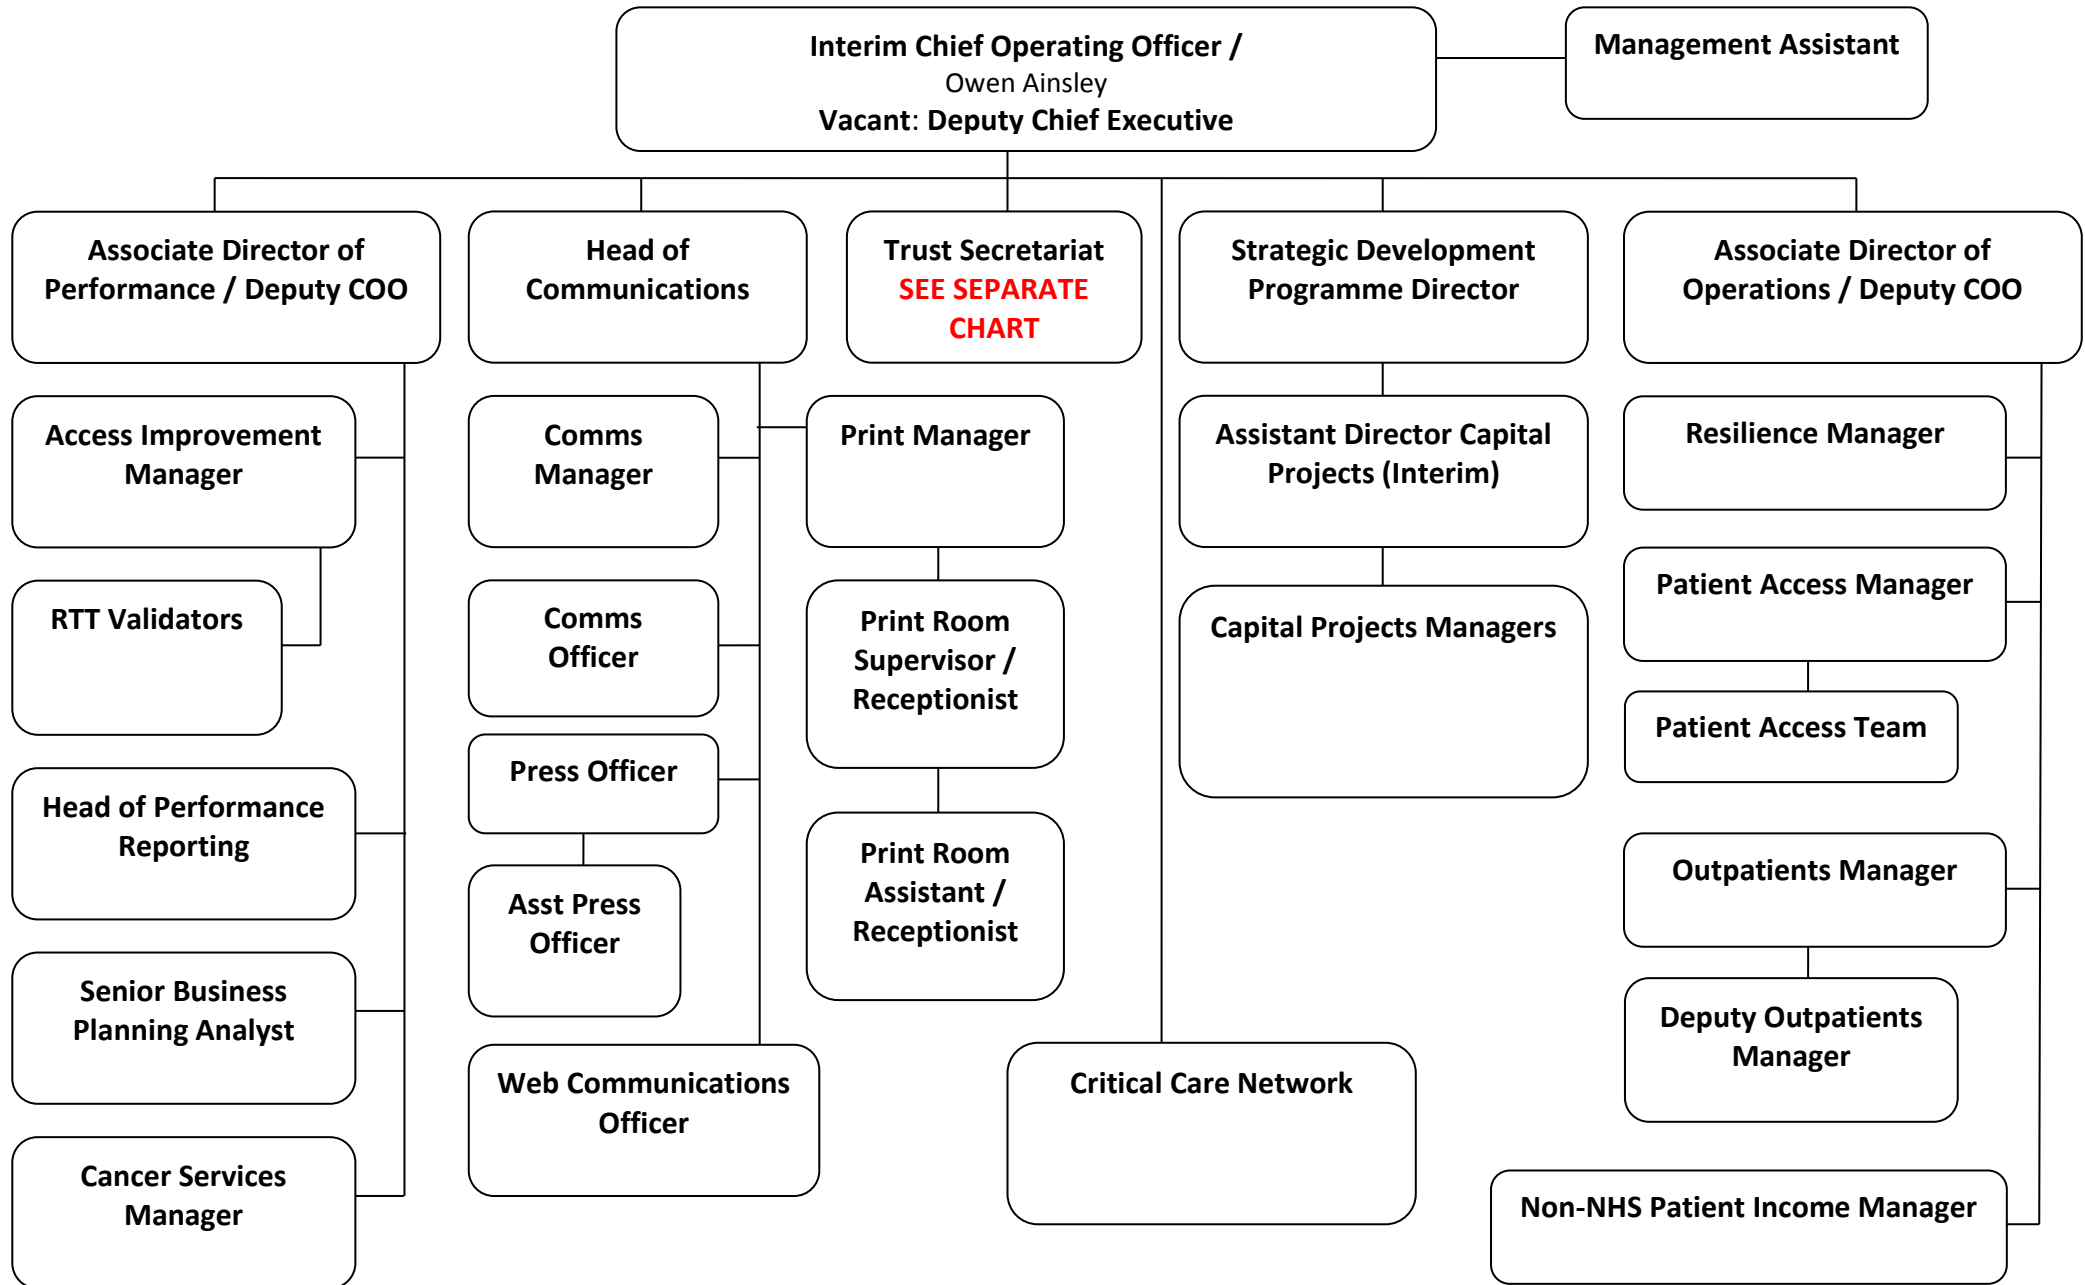 Interim Chief Operating Officer /
Owen Ainsley
Vacant: Deputy Chief Executive
Management Assistant
Associate Director of
Performance / Deputy COO
Head of
Communications
Trust Secretariat
SEE SEPARATE
CHART
Strategic Development
Programme Director
Associate Director of
Operations / Deputy COO
Access Improvement
Manager
RTT Validators
Head of Performance
Reporting
Senior Business
Planning Analyst
Cancer Services
Manager
Comms
Manager
Comms
Officer
Press Officer
Asst Press
Officer
Web Communications
Officer
Print Manager
Print Room
Supervisor /
Receptionist
Print Room
Assistant /
Receptionist
Critical Care Network
Assistant Director Capital
Projects (Interim)
Capital Projects Managers
Resilience Manager
Patient Access Manager
Patient Access Team
Outpatients Manager
Deputy Outpatients
Manager
Non-NHS Patient Income Manager